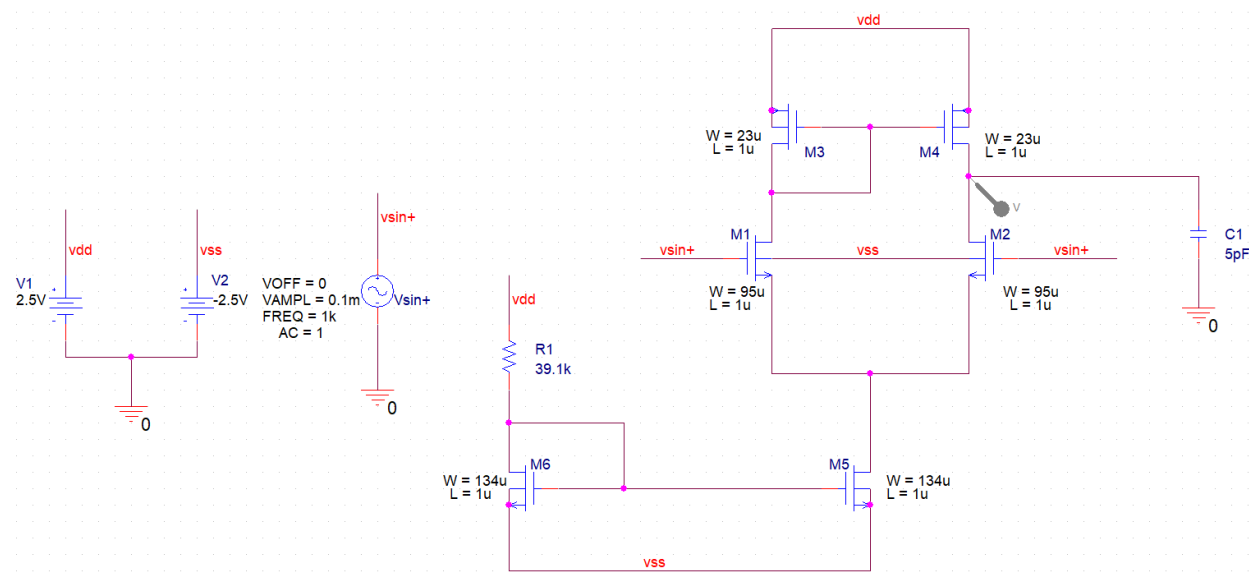 vdd
W = 23u
L = 1u
M3
M4
W = 23u
L = 1u
V
vsin+
vdd
vss
M1
vsin+
vss
M2
vsin+
C1
5pF
V1
2.5V
V2
-2.5V
VOFF = 0
VAMPL = 0.1m
FREQ = 1k
AC = 1
Vsin+
W = 95u
L = 1u
W = 95u
L = 1u
vdd
0
R1
39.1k
0
0
M6
W = 134u
L = 1u
M5
W = 134u
L = 1u
vss